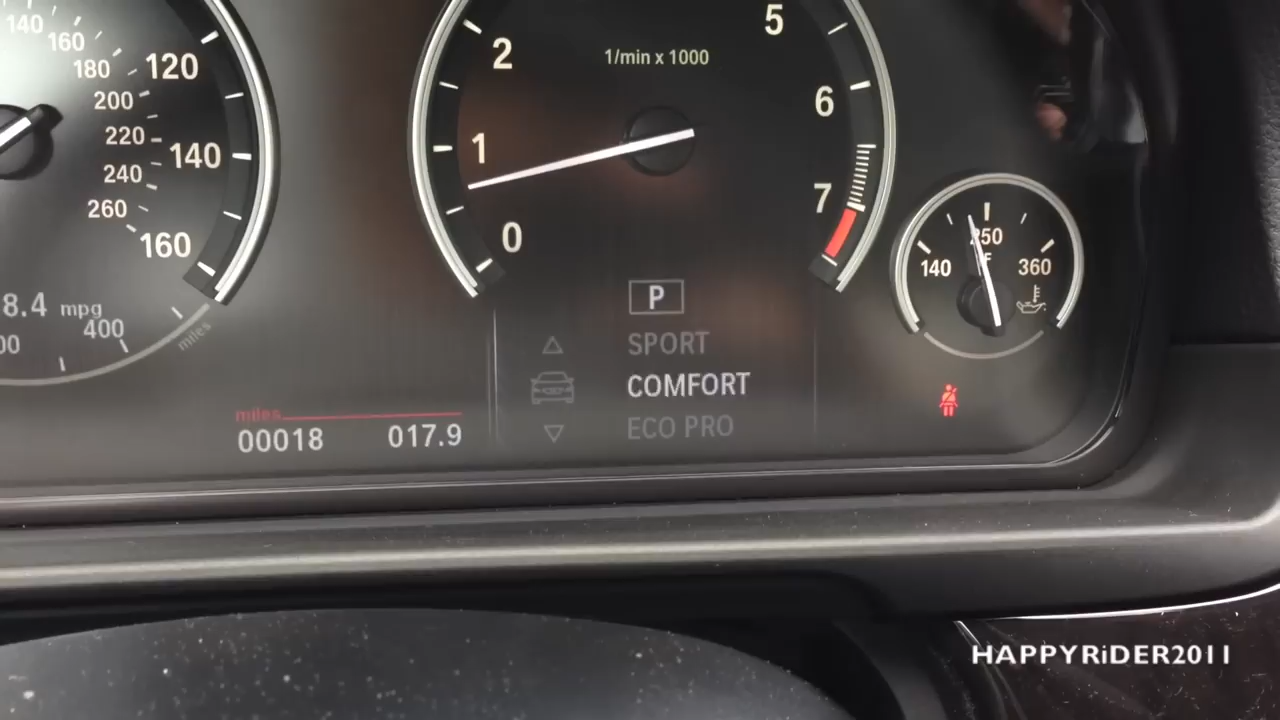 140
160
180
200
220
240
260
120
140
160
8.4 mpg
400
00
miles
miles
00018 017.9
1/min x 1000
0
1
2
5
6
7
P
SPORT
COMFORT
ECO PRO
140
250
360
°F
HAPPYRiDER2011